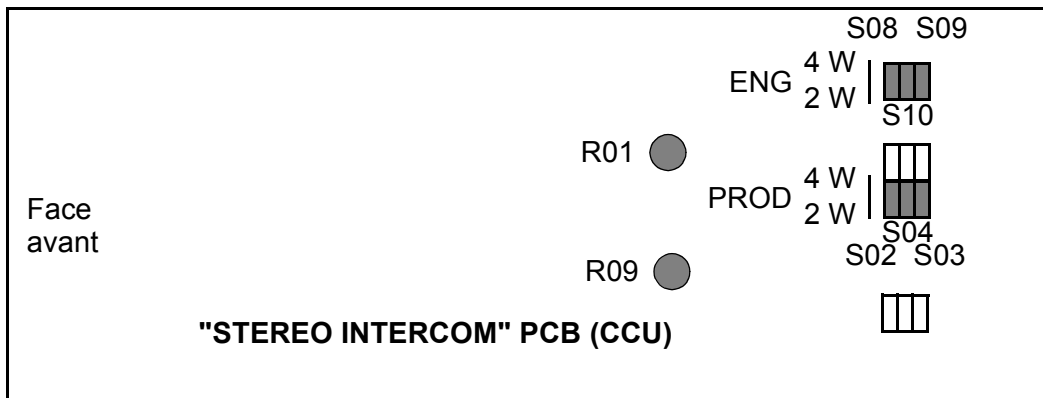 S08 S09
4 W
ENG
2 W
S10
R01
4 W
PROD
2 W
Face
avant
S04
S02 S03
R09
"STEREO INTERCOM" PCB (CCU)